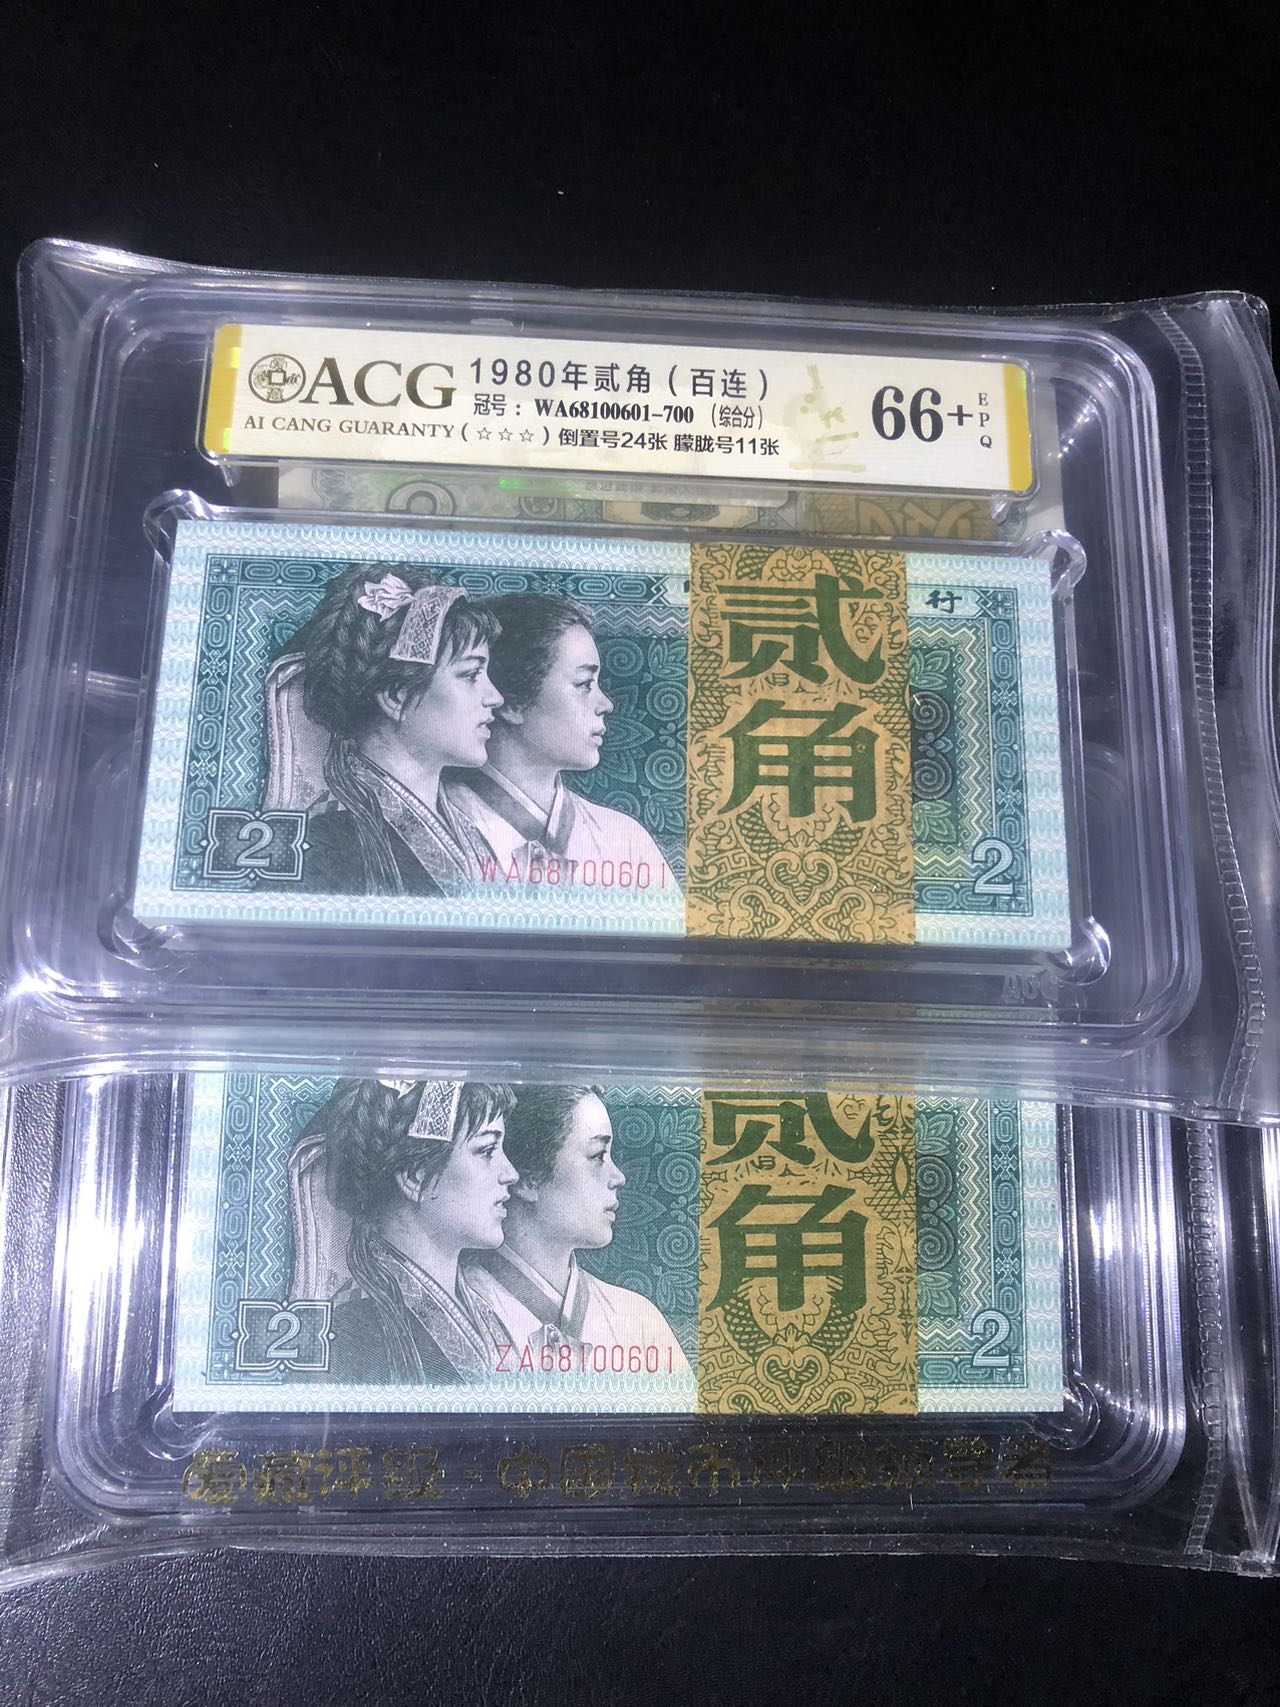 ACG
AI CANG GUARANTY
1980年贰角（百连）
冠号：WA68100601-700 （综合分）
（☆☆☆）倒置号24张 朦胧号11张
66+
EPQ
行
贰角
2
WA68100601
2
贰角
2
ZA68100601
2
爱藏评级-中国钱币评级领导者